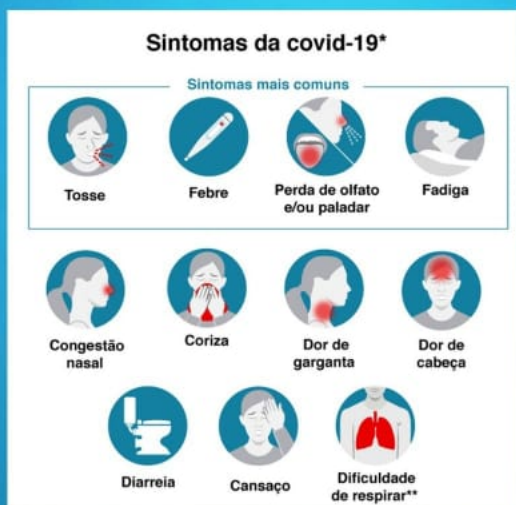 Sintomas da covid-19*
Sintomas mais comuns
Tosse
Febre
Perda de olfato
e/ou paladar
Fadiga
Congestão
nasal
Coriza
Dor de
garganta
Dor de
cabeça
Diarreia
Cansaço
Dificuldade
de respirar**